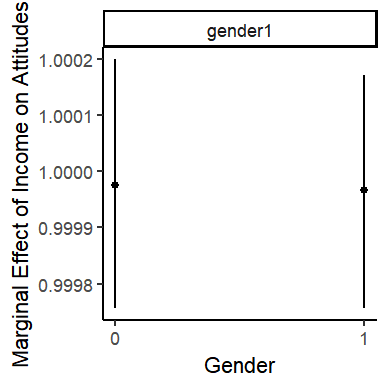 gender1
Marginal Effect of Income on Attitudes
1.0002
1.0001
1.0000
0.9999
0.9998
0
1
Gender